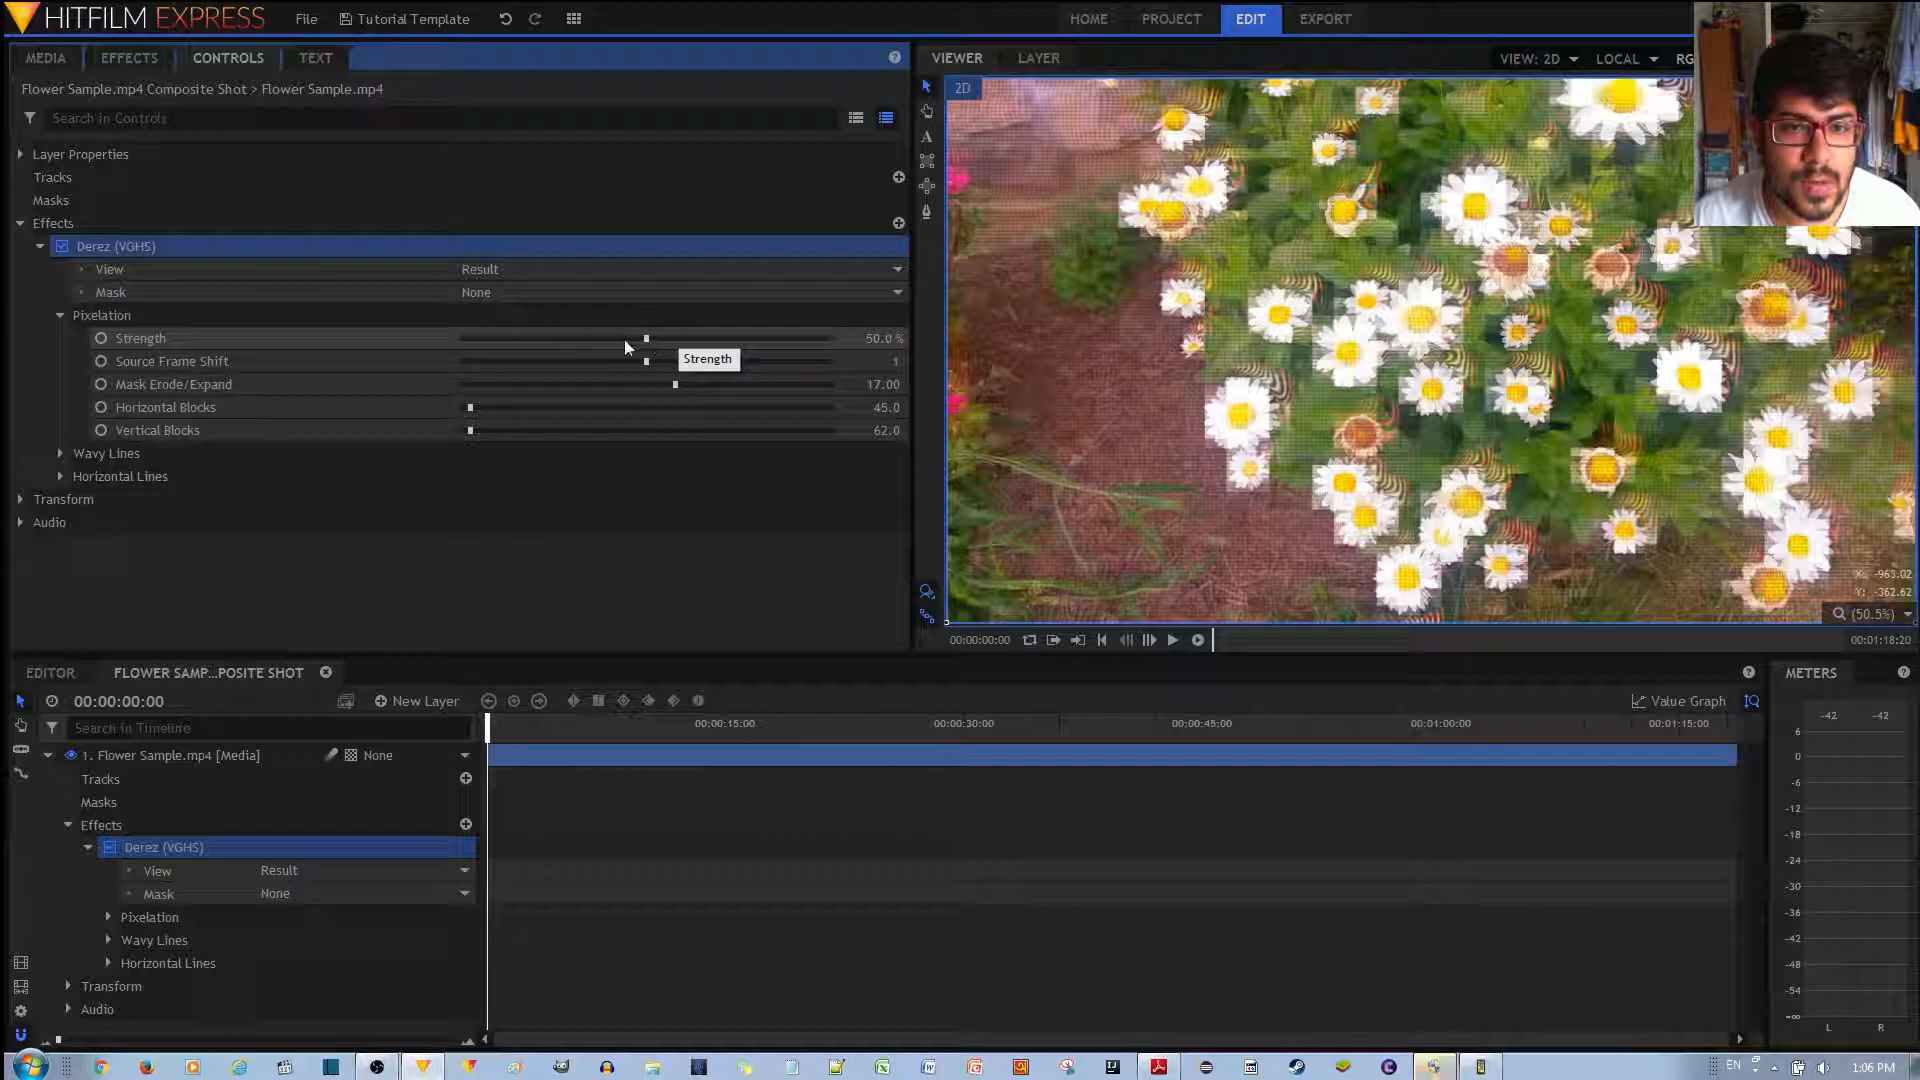 HITFILM EXPRESS
File
Tutorial Template
HOME
PROJECT
EDIT
EXPORT
MEDIA
EFFECTS
CONTROLS
TEXT
Flower Sample.mp4 Composite Shot > Flower Sample.mp4
Search in Controls
Layer Properties
Tracks
Masks
Effects
Derez (VGHS)
View Result
Mask None
Pixelation
Strength 50.0 %
Strength
Source Frame Shift 1
Mask Erode/Expand 17.00
Horizontal Blocks 45.0
Vertical Blocks 62.0
Wavy Lines
Horizontal Lines
Transform
Audio
VIEWER
LAYER
VIEW: 2D
LOCAL
RG
2D
X: -963.02
Y: -362.62
(50.5%)
00:00:00:00
00:01:18:20
EDITOR
FLOWER SAMP...POSITE SHOT
00:00:00:00
New Layer
Value Graph
Search in Timeline
00:00:15:00
00:00:30:00
00:00:45:00
00:01:00:00
00:01:15:00
1. Flower Sample.mp4 [Media]
None
Tracks
Masks
Effects
Derez (VGHS)
View Result
Mask None
Pixelation
Wavy Lines
Horizontal Lines
Transform
Audio
METERS
-42 -42
6
0
-6
-12
-18
-24
-30
-36
-42
-48
-54
-∞
L R
EN
1:06 PM